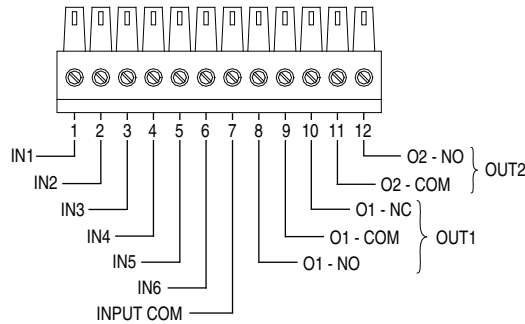 1 2 3 4 5 6 7 8 9 10 11 12
IN1
O2 - NO
OUT2
IN2
O2 - COM
IN3
O1 - NC
IN4
O1 - COM
OUT1
IN5
O1 - NO
IN6
INPUT COM